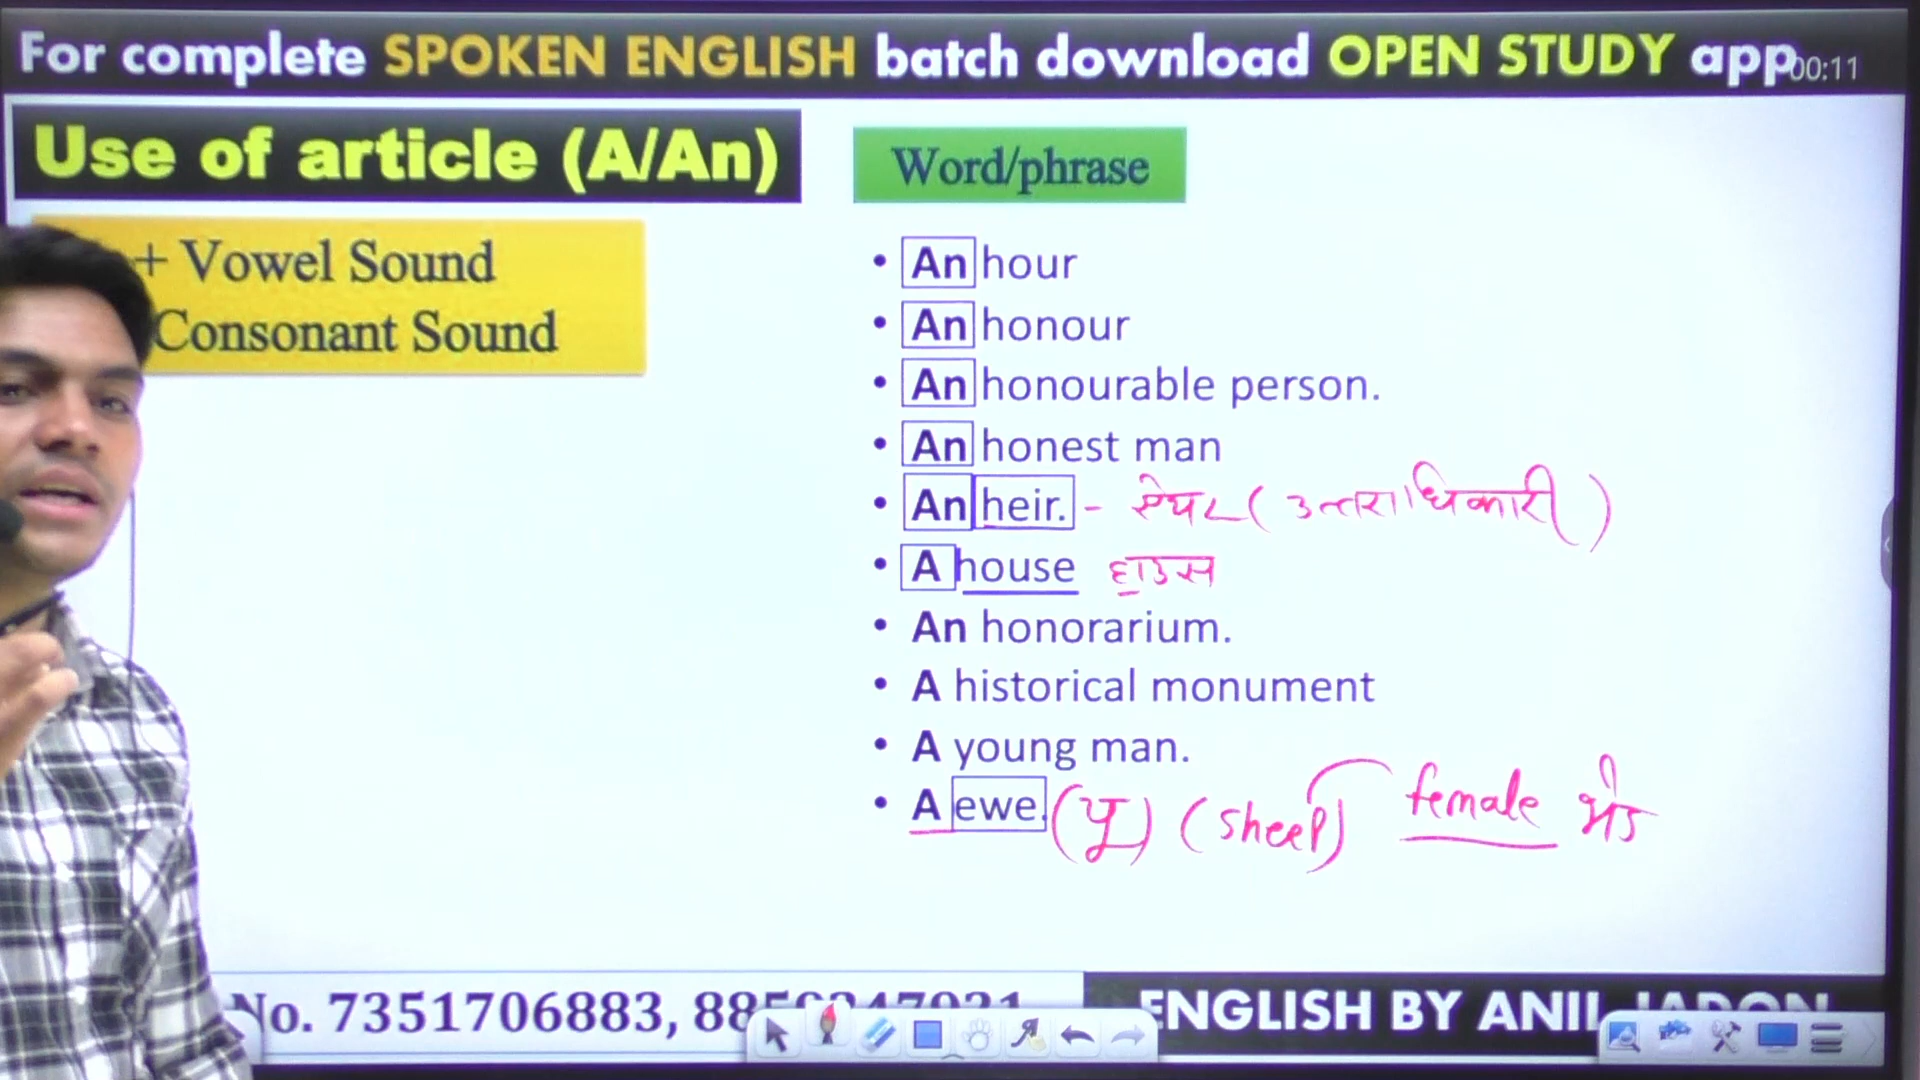 For complete SPOKEN ENGLISH batch download OPEN STUDY app
00:11
Use of article (A/An)
+ Vowel Sound
Consonant Sound
Word/phrase
• An hour
• An honour
• An honourable person.
• An honest man
• An heir. - ऐयर (उत्तराधिकारी)
• A house हाउस
• An honorarium.
• A historical monument
• A young man.
• A ewe. (यू) (sheep) female भेड
No. 7351706883,
ENGLISH BY ANIL JADON